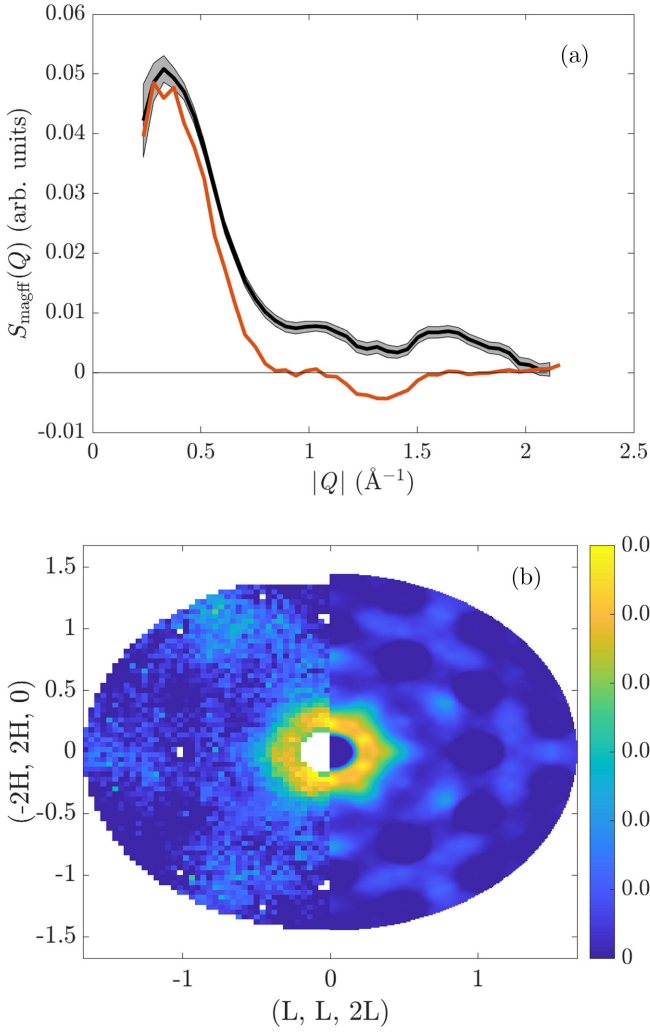 0.06
(a)
0.05
0.04
0.03
0.02
0.01
0
-0.01
S_magff(Q) (arb. units)
0 0.5 1 1.5 2 2.5
|Q| (Å⁻¹)
1.5
(b)
1
0.5
0
-0.5
-1
-1.5
(-2H, 2H, 0)
-1 0 1
(L, L, 2L)
0.0
0.0
0.0
0.0
0.0
0.0
0